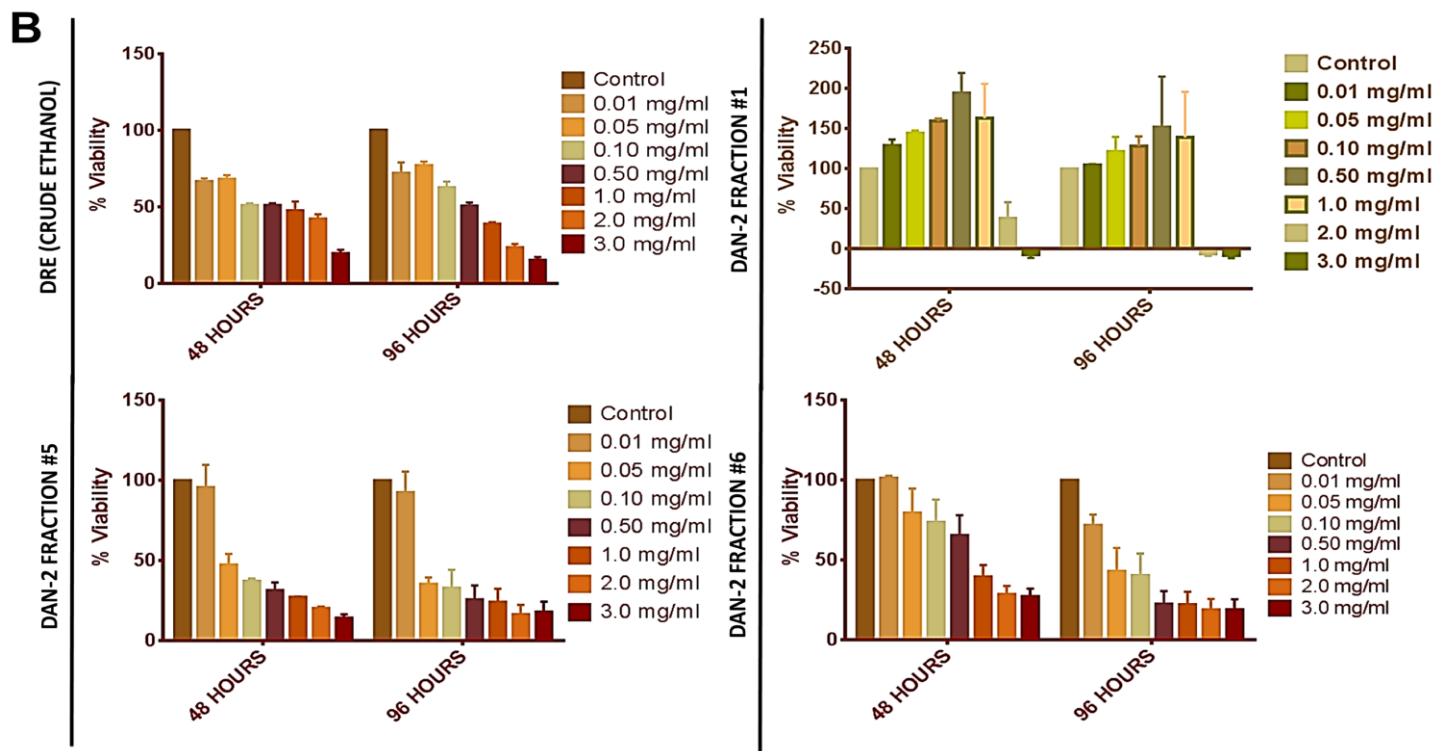 B
DRE (CRUDE ETHANOL)
% Viability
150
100
50
0
48 HOURS
96 HOURS
Control
0.01 mg/ml
0.05 mg/ml
0.10 mg/ml
0.50 mg/ml
1.0 mg/ml
2.0 mg/ml
3.0 mg/ml
DAN-2 FRACTION #1
% Viability
250
200
150
100
50
0
-50
48 HOURS
96 HOURS
Control
0.01 mg/ml
0.05 mg/ml
0.10 mg/ml
0.50 mg/ml
1.0 mg/ml
2.0 mg/ml
3.0 mg/ml
DAN-2 FRACTION #5
% Viability
150
100
50
0
48 HOURS
96 HOURS
Control
0.01 mg/ml
0.05 mg/ml
0.10 mg/ml
0.50 mg/ml
1.0 mg/ml
2.0 mg/ml
3.0 mg/ml
DAN-2 FRACTION #6
% Viability
150
100
50
0
48 HOURS
96 HOURS
Control
0.01 mg/ml
0.05 mg/ml
0.10 mg/ml
0.50 mg/ml
1.0 mg/ml
2.0 mg/ml
3.0 mg/ml